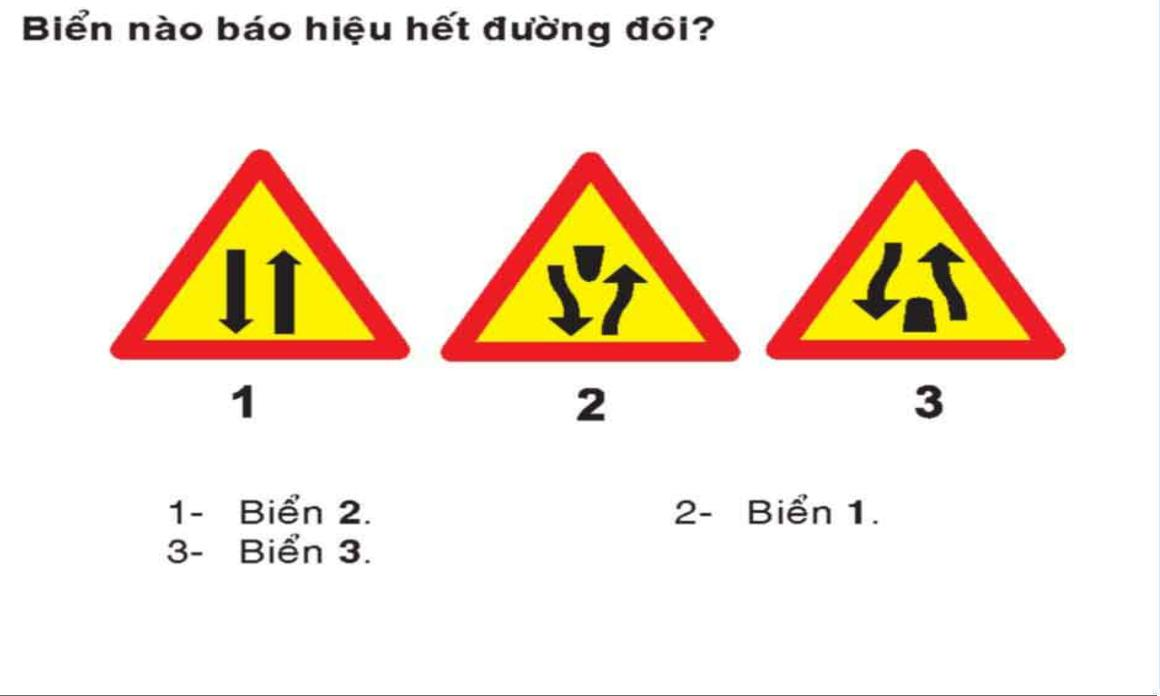 Biển nào báo hiệu hết đường đôi?
1 2 3
1- Biển 2. 2- Biển 1.
3- Biển 3.